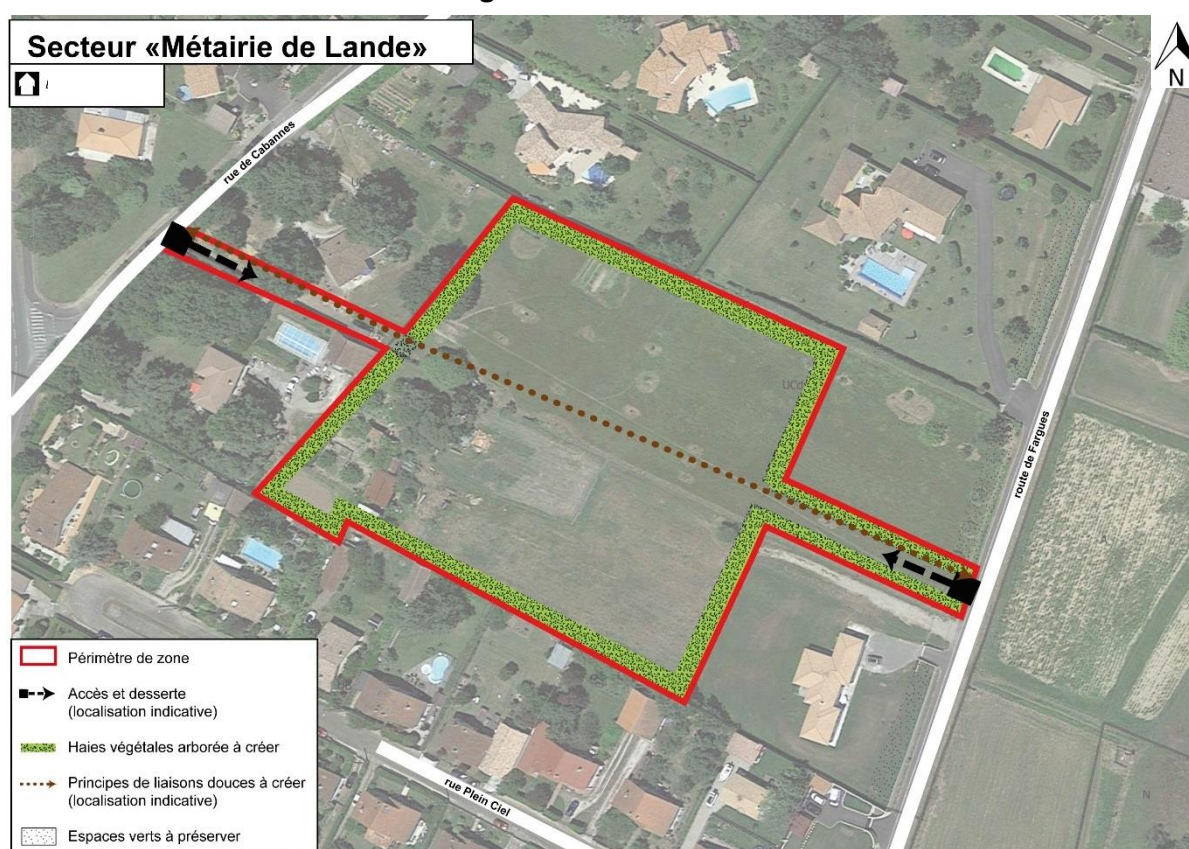 Secteur «Métairie de Lande»
N
rue de Cabannes
UCd
route de Fargues
A
rue Plein Ciel
N
Périmètre de zone
Accès et desserte
(localisation indicative)
Haies végétales arborée à créer
Principes de liaisons douces à créer
(localisation indicative)
Espaces verts à préserver